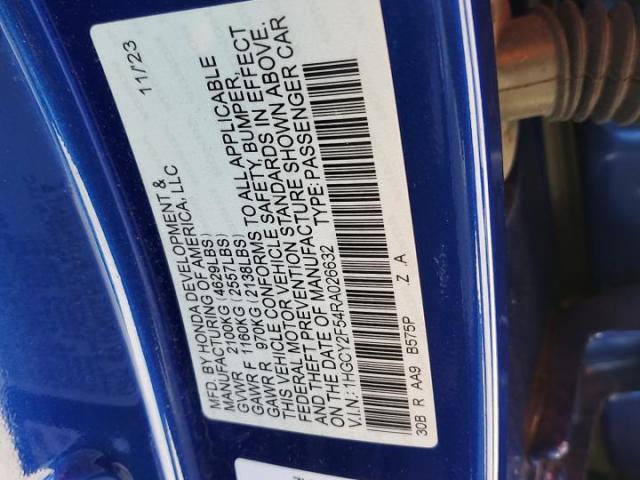 MFD. BY HONDA DEVELOPMENT & 11/23
MANUFACTURING OF AMERICA, LLC
GVWR 2100KG (4629LBS)
GAWR F 1160KG (2557LBS)
GAWR R 970KG (2138LBS)
THIS VEHICLE CONFORMS TO ALL APPLICABLE
FEDERAL MOTOR VEHICLE SAFETY, BUMPER,
AND THEFT PREVENTION STANDARDS IN EFFECT
ON THE DATE OF MANUFACTURE SHOWN ABOVE.
V.I.N.: 1HGCY2F54RA026632 TYPE: PASSENGER CAR
30B R AA9 B575P .Z .A